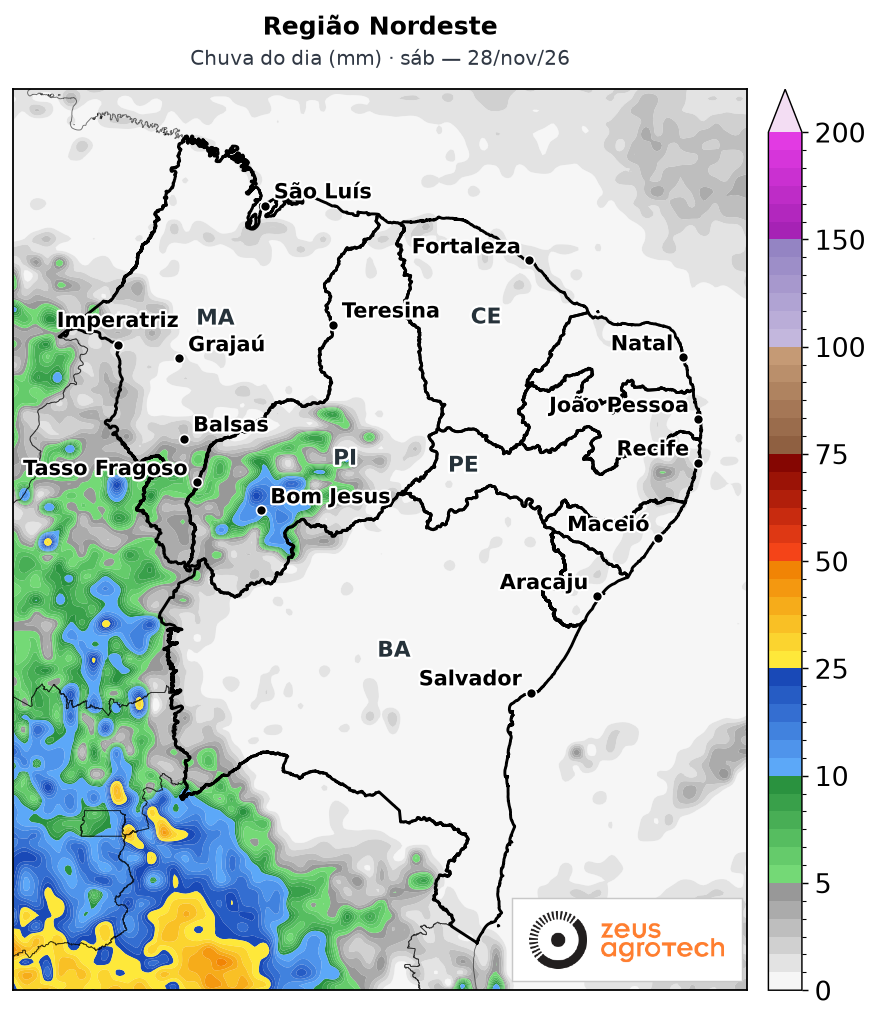 Região Nordeste
Chuva do dia (mm) · sáb — 28/nov/26
São Luís
Fortaleza
Imperatriz
MA
Teresina
CE
Grajaú
Natal
João Pessoa
Balsas
Recife
PI
PE
Tasso Fragoso
Bom Jesus
Maceió
Aracaju
BA
Salvador
zeus
agrotech
200
150
100
75
50
25
10
5
0